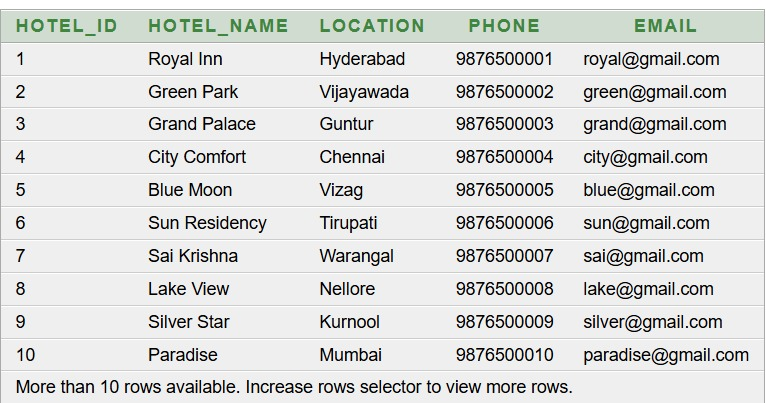 HOTEL_ID HOTEL_NAME LOCATION PHONE EMAIL
1 Royal Inn Hyderabad 9876500001 royal@gmail.com
2 Green Park Vijayawada 9876500002 green@gmail.com
3 Grand Palace Guntur 9876500003 grand@gmail.com
4 City Comfort Chennai 9876500004 city@gmail.com
5 Blue Moon Vizag 9876500005 blue@gmail.com
6 Sun Residency Tirupati 9876500006 sun@gmail.com
7 Sai Krishna Warangal 9876500007 sai@gmail.com
8 Lake View Nellore 9876500008 lake@gmail.com
9 Silver Star Kurnool 9876500009 silver@gmail.com
10 Paradise Mumbai 9876500010 paradise@gmail.com
More than 10 rows available. Increase rows selector to view more rows.